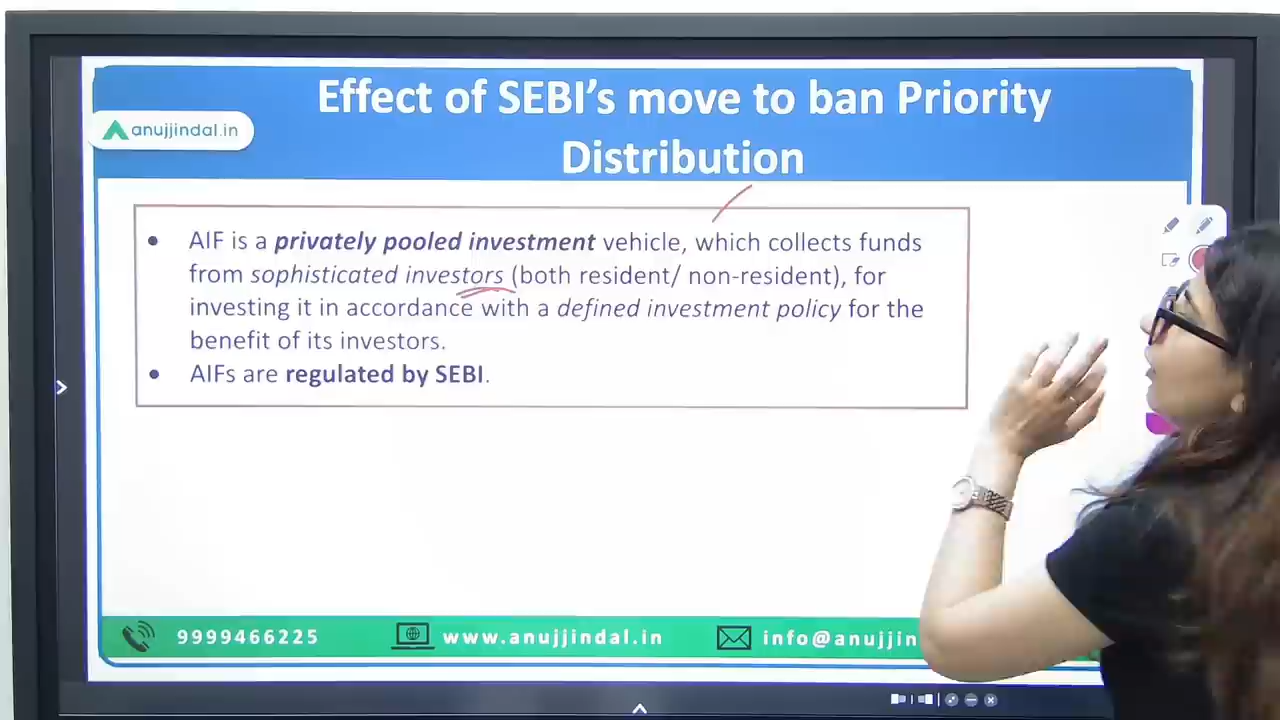 Effect of SEBI's move to ban Priority
Distribution
anujjindal.in
• AIF is a privately pooled investment vehicle, which collects funds
from sophisticated investors (both resident/ non-resident), for
investing it in accordance with a defined investment policy for the
benefit of its investors.
• AIFs are regulated by SEBI.
9999466225
www.anujjindal.in
info@anujjin